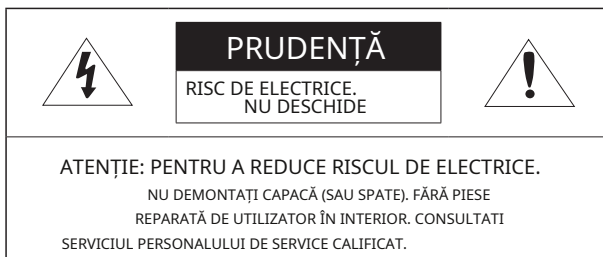 PRUDENȚĂ
RISC DE ELECTRICE.
NU DESCHIDE
ATENȚIE: PENTRU A REDUCE RISCUL DE ELECTRICE.
NU DEMONTAȚI CAPACĂ (SAU SPATE). FĂRĂ PIESE
REPARATĂ DE UTILIZATOR ÎN INTERIOR. CONSULTATI
SERVICIUL PERSONALULUI DE SERVICE CALIFICAT.